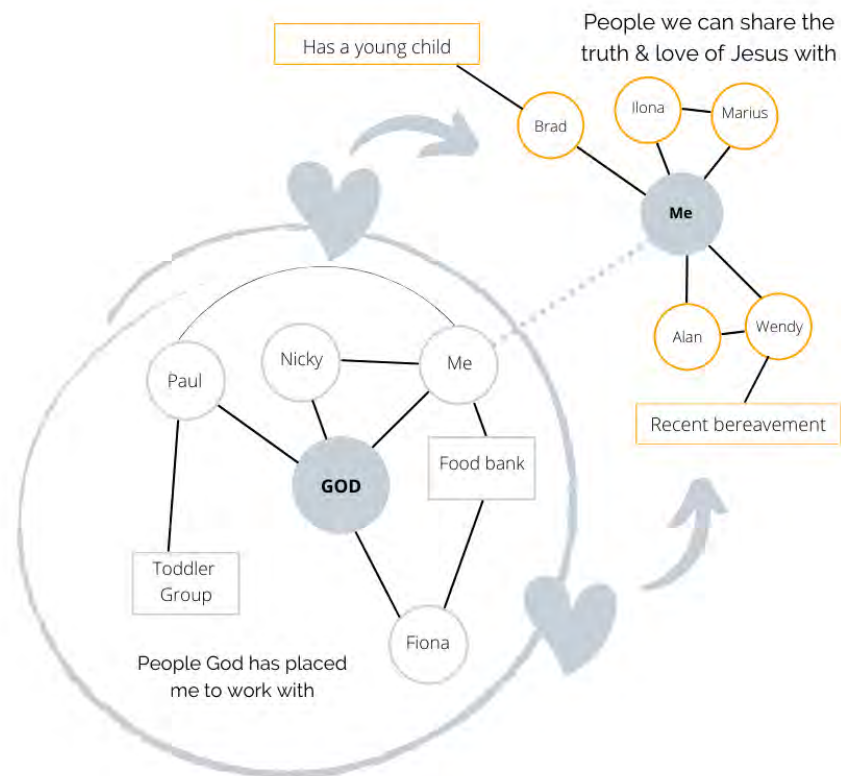 People we can share the
truth & love of Jesus with
Has a young child
Brad
Ilona
Marius
Me
Alan
Wendy
Recent bereavement
Paul
Nicky
Me
GOD
Food bank
Toddler
Group
Fiona
People God has placed
me to work with